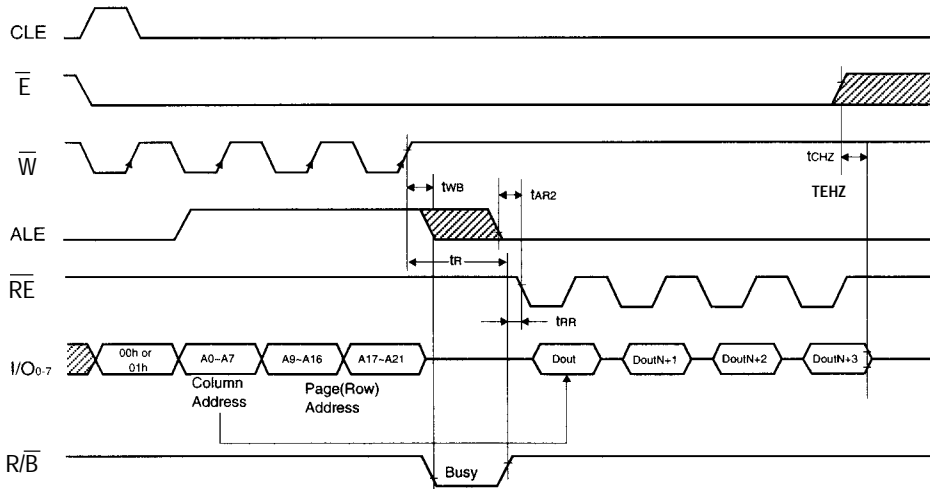 CLE
E
W
tCHZ
TEHZ
tWB
tAR2
ALE
tR
RE
tRR
I/O0-7
00h or
01h
A0~A7
A9~A16
A17~A21
Dout
DoutN+1
DoutN+2
DoutN+3
Column
Address
Page(Row)
Address
R/B
Busy